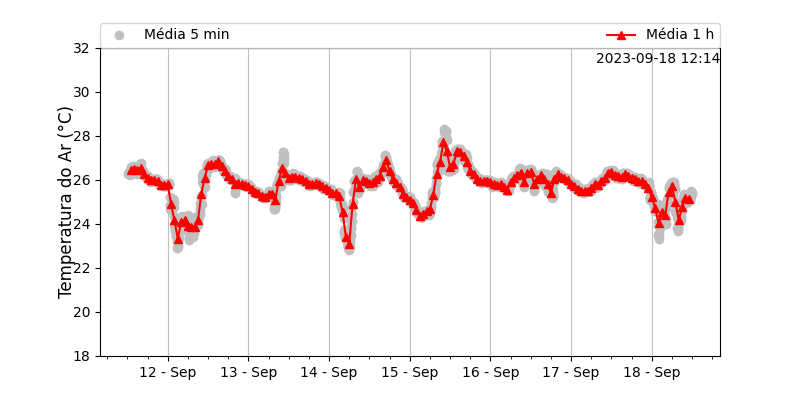 Média 5 min
Média 1 h
2023-09-18 12:14
Temperatura do Ar (°C)
32
30
28
26
24
22
20
18
12 - Sep
13 - Sep
14 - Sep
15 - Sep
16 - Sep
17 - Sep
18 - Sep